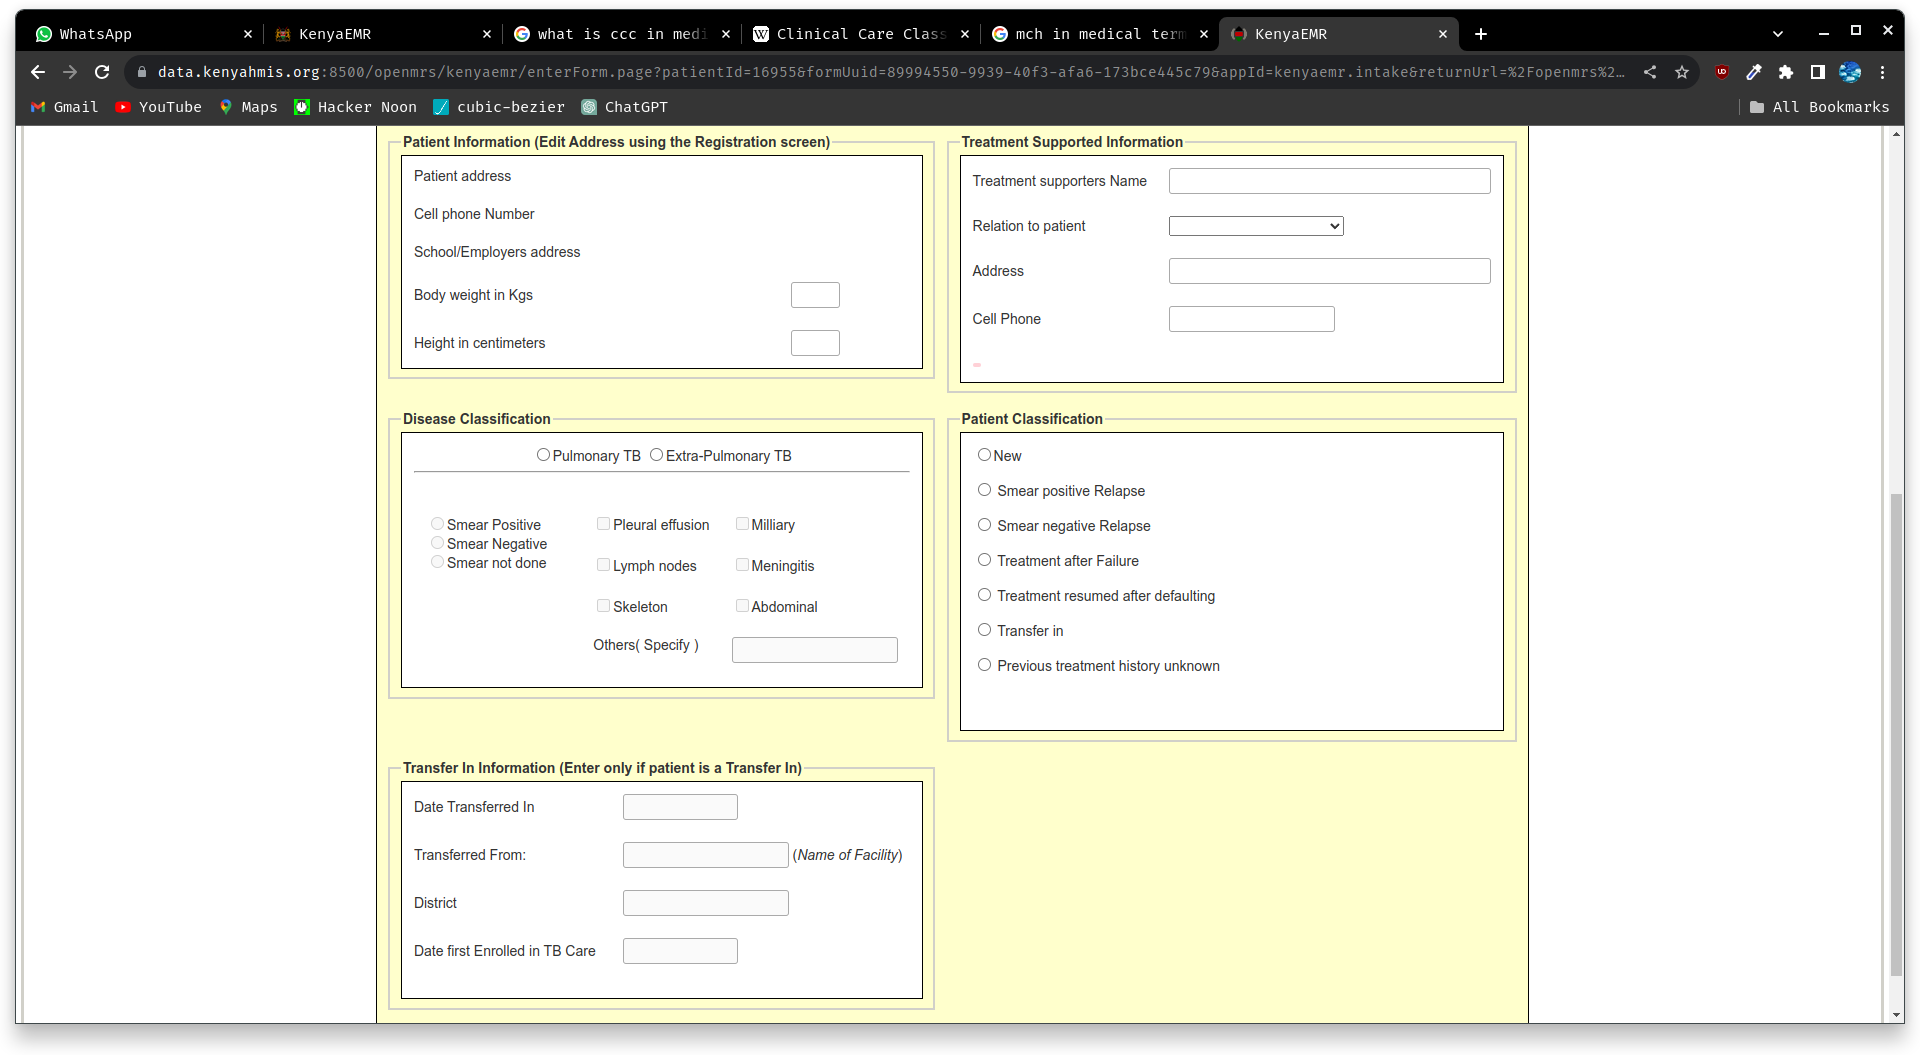 WhatsApp
KenyaEMR
what is ccc in medi
Clinical Care Class
mch in medical term
KenyaEMR
data.kenyahmis.org:8500/openmrs/kenyaemr/enterForm.page?patientId=16955&formUuid=89994550-9939-40f3-afa6-173bce445c79&appId=kenyaemr.intake&returnUrl=%2Fopenmrs%2...
Gmail
YouTube
Maps
Hacker Noon
cubic-bezier
ChatGPT
All Bookmarks
Patient Information (Edit Address using the Registration screen)
Patient address
Cell phone Number
School/Employers address
Body weight in Kgs
Height in centimeters
Treatment Supported Information
Treatment supporters Name
Relation to patient
Address
Cell Phone
Disease Classification
Pulmonary TB Extra-Pulmonary TB
Smear Positive
Smear Negative
Smear not done
Pleural effusion Milliary
Lymph nodes Meningitis
Skeleton Abdominal
Others( Specify )
Patient Classification
New
Smear positive Relapse
Smear negative Relapse
Treatment after Failure
Treatment resumed after defaulting
Transfer in
Previous treatment history unknown
Transfer In Information (Enter only if patient is a Transfer In)
Date Transferred In
Transferred From: (Name of Facility)
District
Date first Enrolled in TB Care